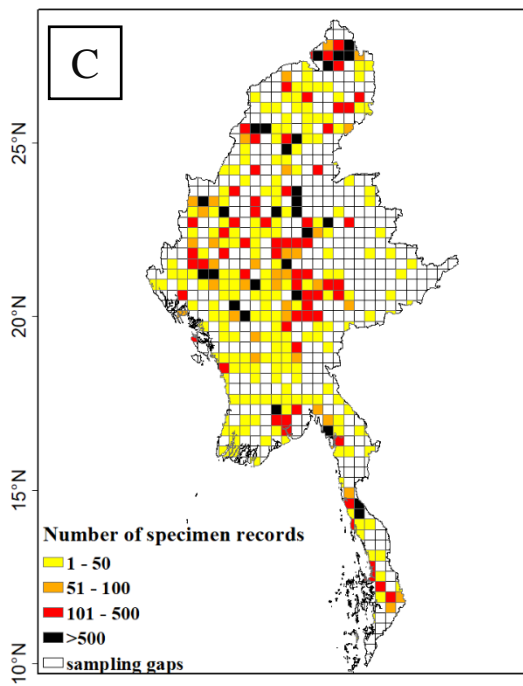 C
25°N
20°N
15°N
Number of specimen records
1 - 50
51 - 100
101 - 500
>500
sampling gaps
10°N